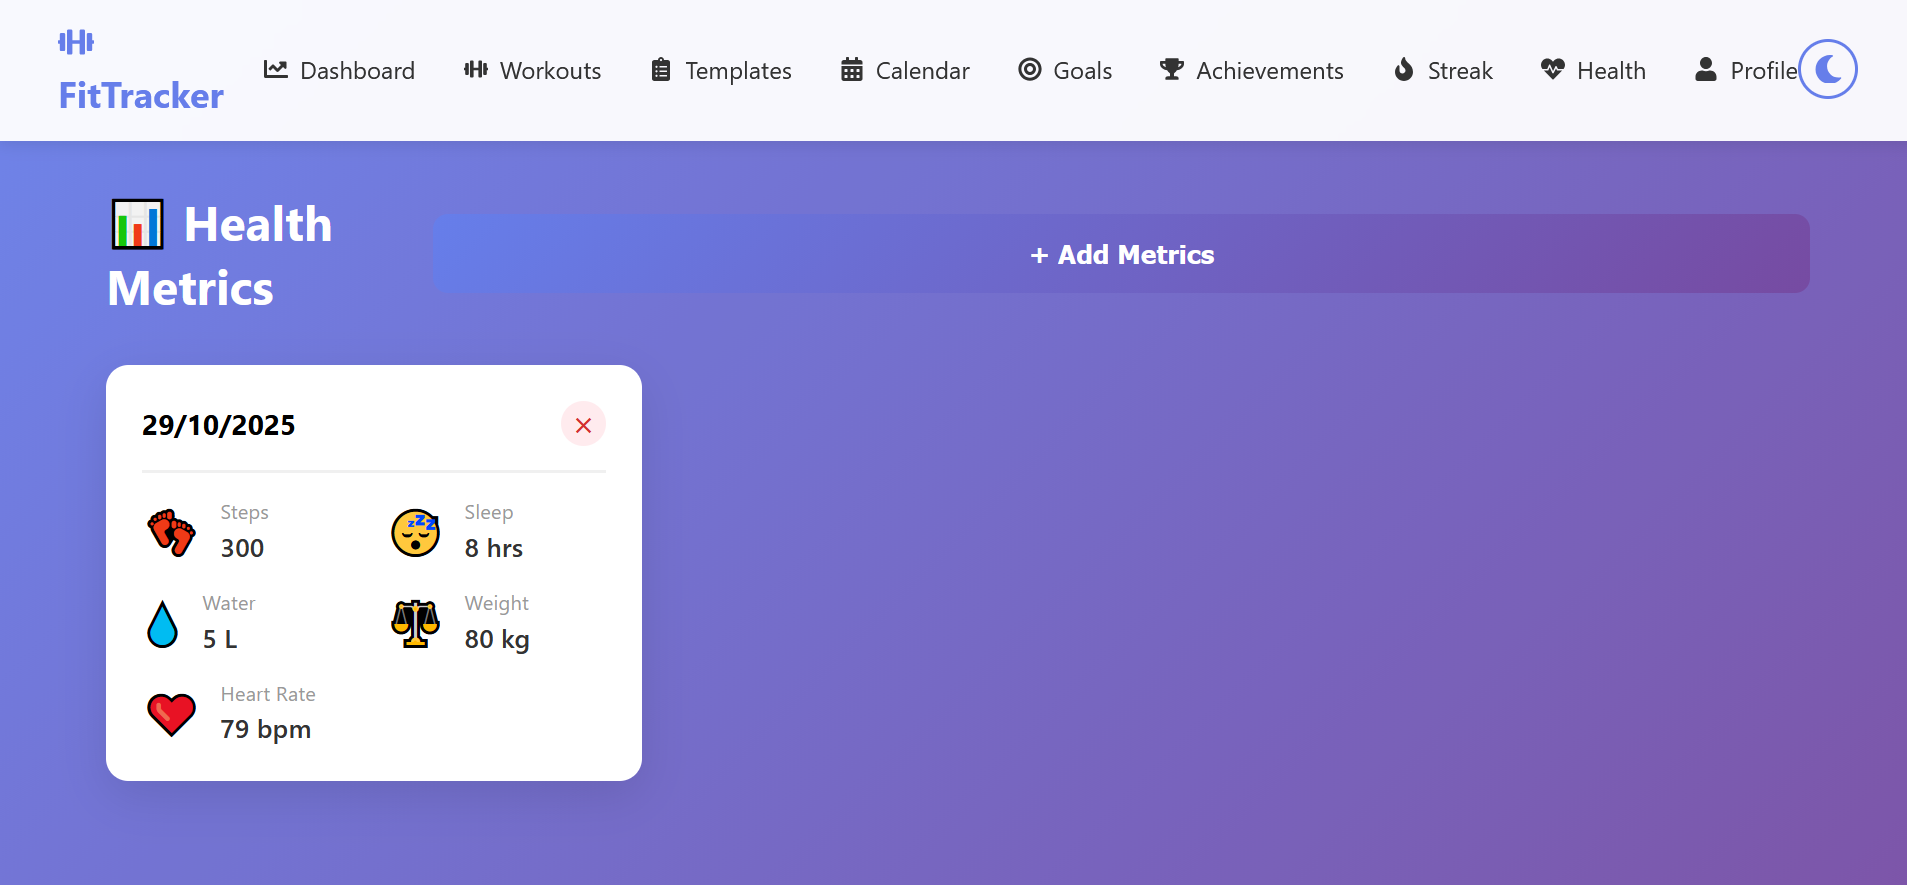 FitTracker
Dashboard
Workouts
Templates
Calendar
Goals
Achievements
Streak
Health
Profile
Health
Metrics
+ Add Metrics
29/10/2025
×
Steps
300
Sleep
8 hrs
Water
5 L
Weight
80 kg
Heart Rate
79 bpm